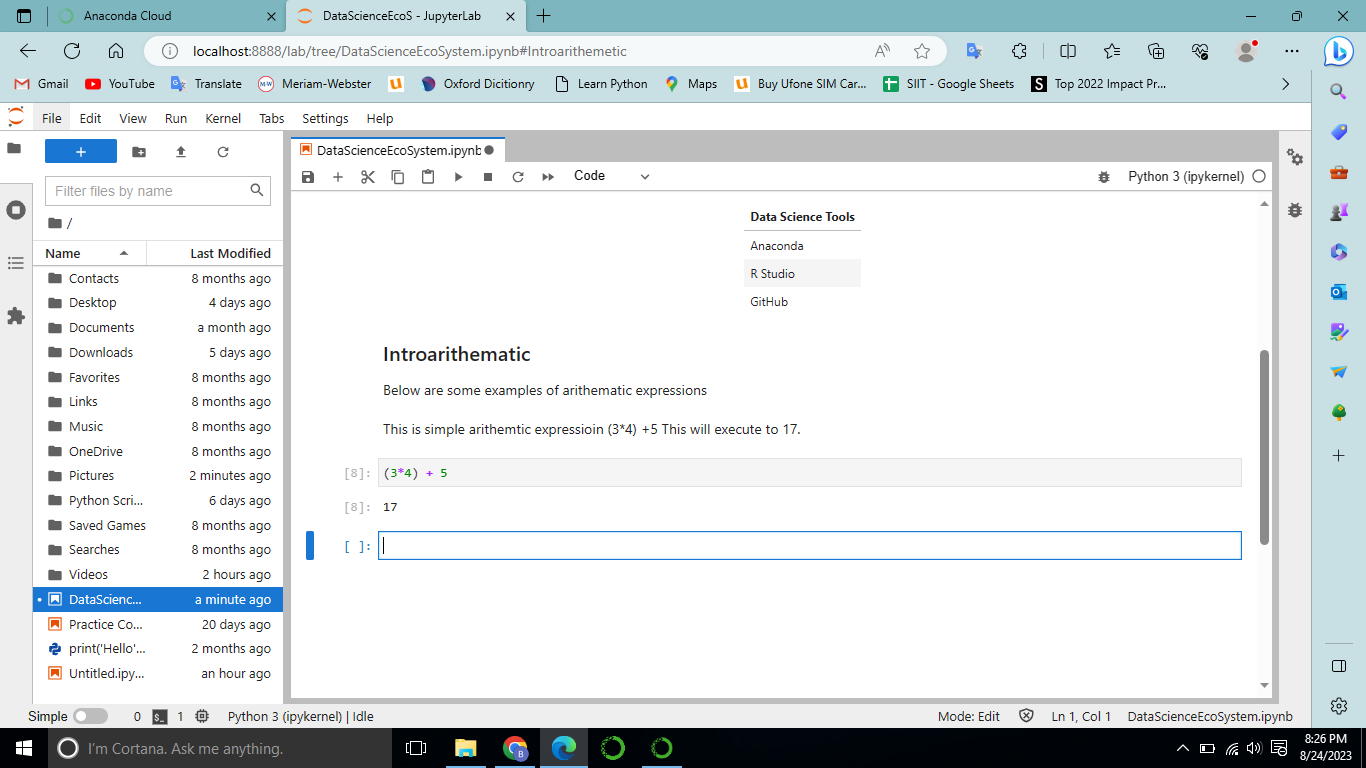 Anaconda Cloud
DataScienceEcoS - JupyterLab
localhost:8888/lab/tree/DataScienceEcoSystem.ipynb#Introarithemetic
Gmail YouTube Translate Meriam-Webster Oxford Dicitionry Learn Python Maps Buy Ufone SIM Car... SIIT - Google Sheets Top 2022 Impact Pr...
File Edit View Run Kernel Tabs Settings Help
DataScienceEcoSystem.ipynb
Code
Python 3 (ipykernel)
Filter files by name
/
Name Last Modified
Contacts 8 months ago
Desktop 4 days ago
Documents a month ago
Downloads 5 days ago
Favorites 8 months ago
Links 8 months ago
Music 8 months ago
OneDrive 8 months ago
Pictures 2 minutes ago
Python Scri... 6 days ago
Saved Games 8 months ago
Searches 8 months ago
Videos 2 hours ago
DataScienc... a minute ago
Practice Co... 20 days ago
print('Hello'... 2 months ago
Untitled.ipy... an hour ago
Data Science Tools
Anaconda
R Studio
GitHub
Introarithematic
Below are some examples of arithematic expressions
This is simple arithemtic expressioin (3*4) +5 This will execute to 17.
[8]: (3*4) + 5
[8]: 17
[ ]:
Simple 0 1 Python 3 (ipykernel) | Idle
Mode: Edit Ln 1, Col 1 DataScienceEcoSystem.ipynb
I'm Cortana. Ask me anything.
8:26 PM
8/24/2023